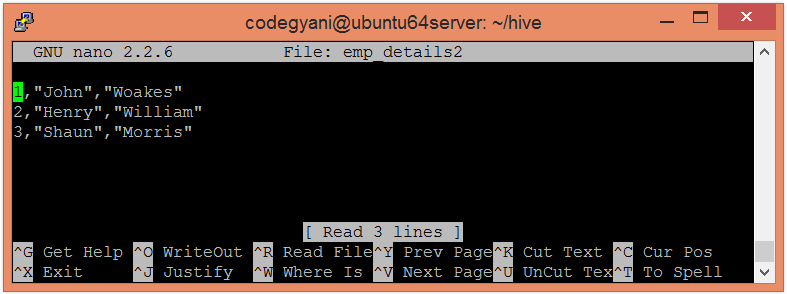 codegyani@ubuntu64server: ~/hive
GNU nano 2.2.6 File: emp_details2
1,"John","Woakes"
2,"Henry","William"
3,"Shaun","Morris"
[ Read 3 lines ]
^G Get Help ^O WriteOut ^R Read File^Y Prev Page^K Cut Text ^C Cur Pos
^X Exit ^J Justify ^W Where Is ^V Next Page^U UnCut Tex^T To Spell